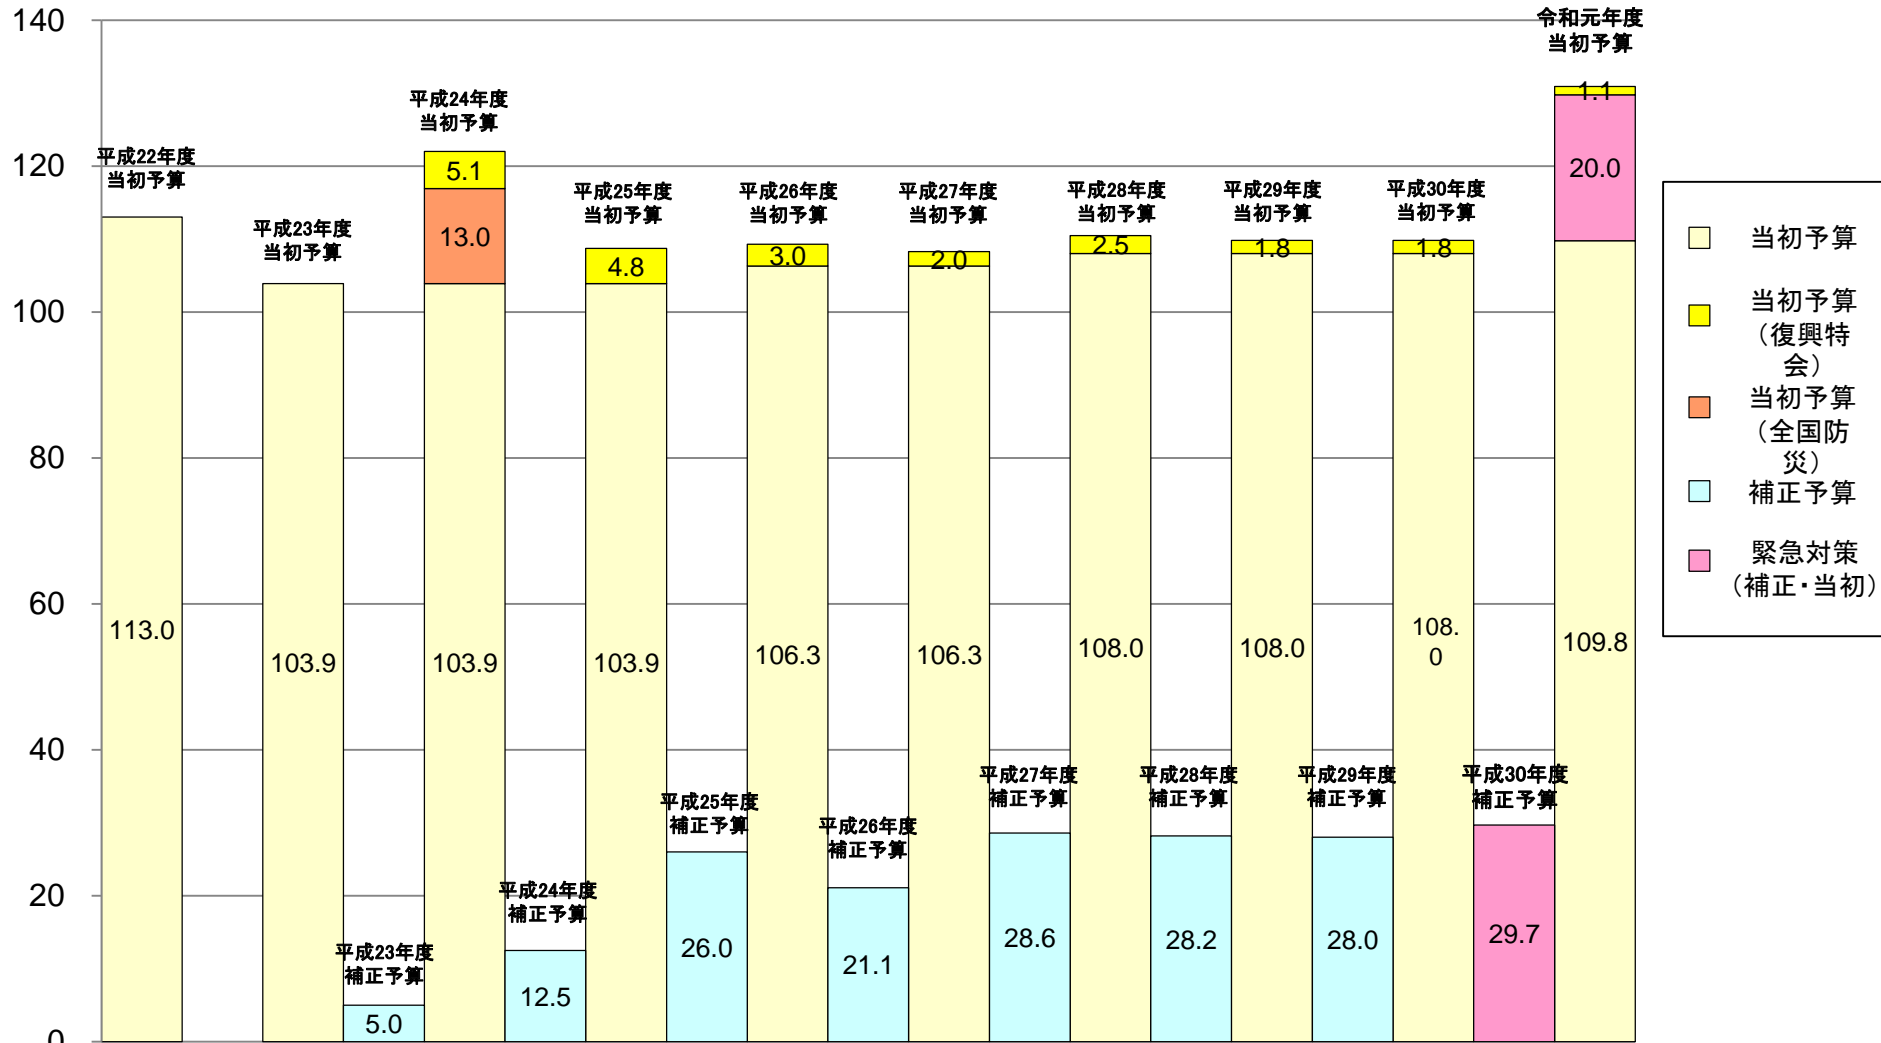 140
120
100
80
60
40
20
0
平成22年度
当初予算
113.0
平成23年度
当初予算
103.9
平成23年度
補正予算
5.0
平成24年度
当初予算
5.1
13.0
103.9
平成24年度
補正予算
12.5
平成25年度
当初予算
4.8
103.9
平成25年度
補正予算
26.0
平成26年度
当初予算
3.0
106.3
平成26年度
補正予算
21.1
平成27年度
当初予算
2.0
106.3
平成27年度
補正予算
28.6
平成28年度
当初予算
2.5
108.0
平成28年度
補正予算
28.2
平成29年度
当初予算
1.8
108.0
平成29年度
補正予算
28.0
平成30年度
当初予算
1.8
108.
0
平成30年度
補正予算
29.7
令和元年度
当初予算
1.1
20.0
109.8
当初予算
当初予算
（復興特
会）
当初予算
（全国防
災）
補正予算
緊急対策
（補正・当初）